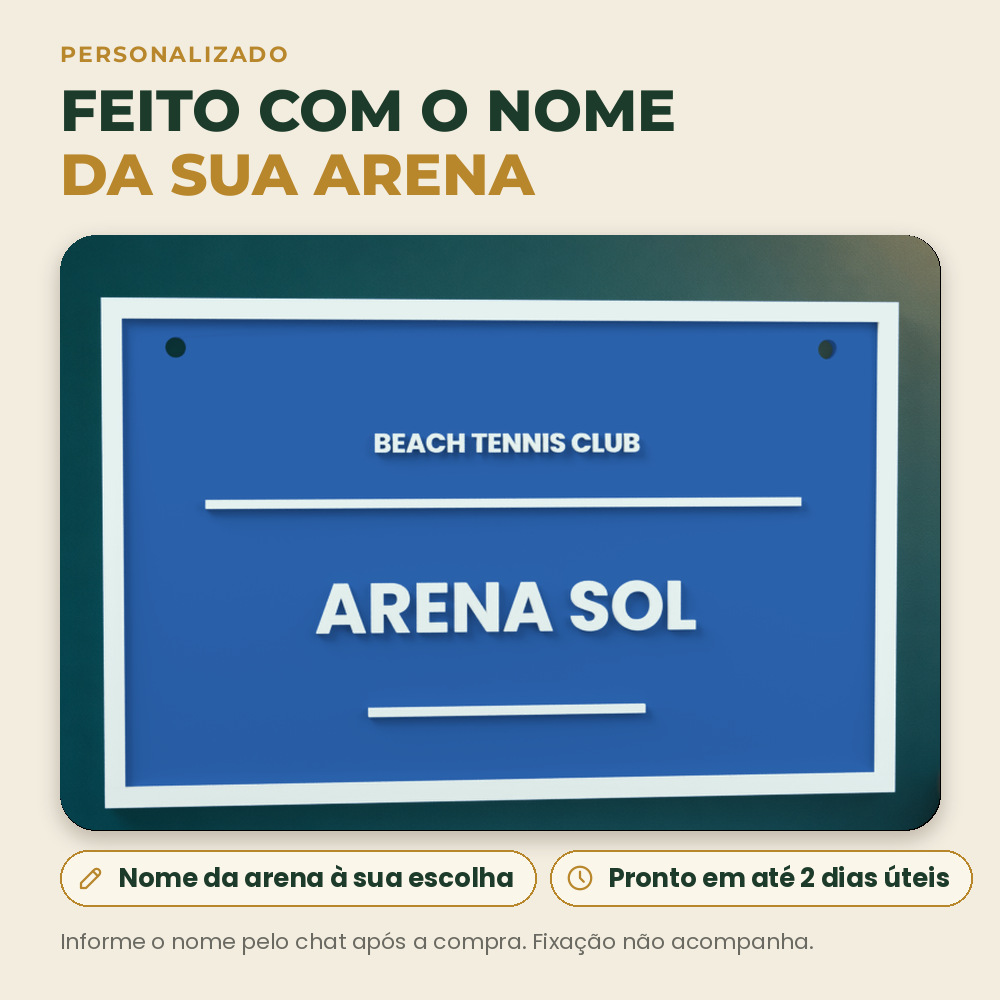 PERSONALIZADO
FEITO COM O NOME
DA SUA ARENA
BEACH TENNIS CLUB
ARENA SOL
Nome da arena à sua escolha
Pronto em até 2 dias úteis
Informe o nome pelo chat após a compra. Fixação não acompanha.